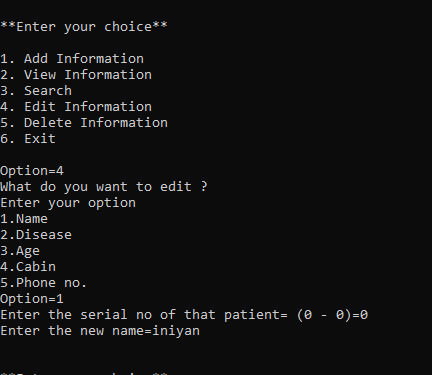 **Enter your choice**
1. Add Information
2. View Information
3. Search
4. Edit Information
5. Delete Information
6. Exit
Option=4
What do you want to edit ?
Enter your option
1.Name
2.Disease
3.Age
4.Cabin
5.Phone no.
Option=1
Enter the serial no of that patient= (0 - 0)=0
Enter the new name=iniyan